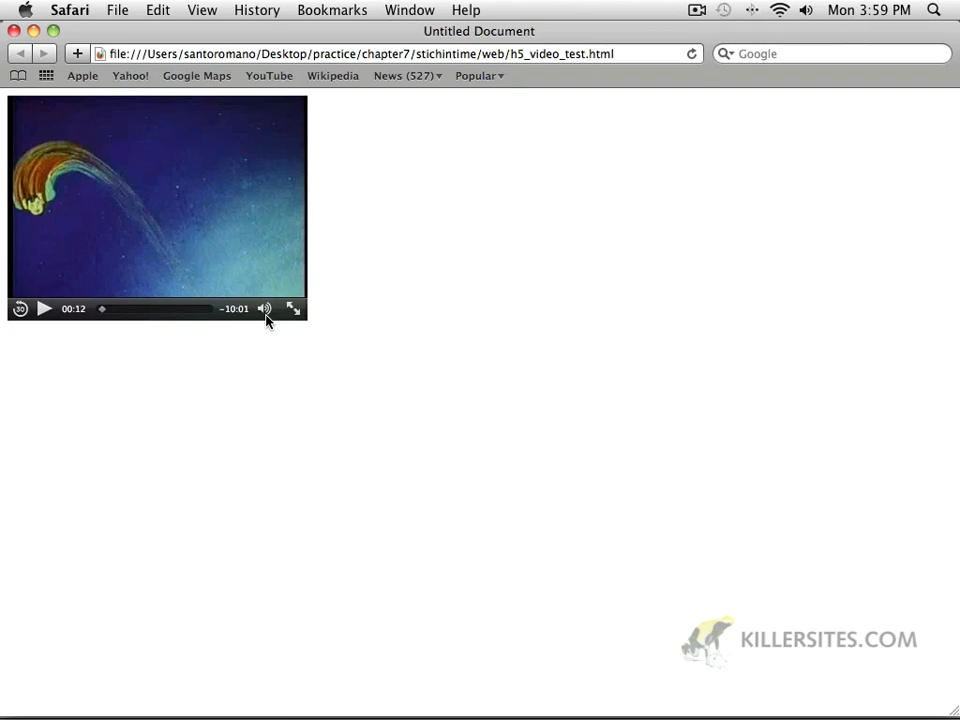 Safari File Edit View History Bookmarks Window Help Mon 3:59 PM
Untitled Document
file:///Users/santoromano/Desktop/practice/chapter7/stichintime/web/h5_video_test.html Google
Apple Yahoo! Google Maps YouTube Wikipedia News (527) Popular
30 00:12 -10:01
KILLERSITES.COM